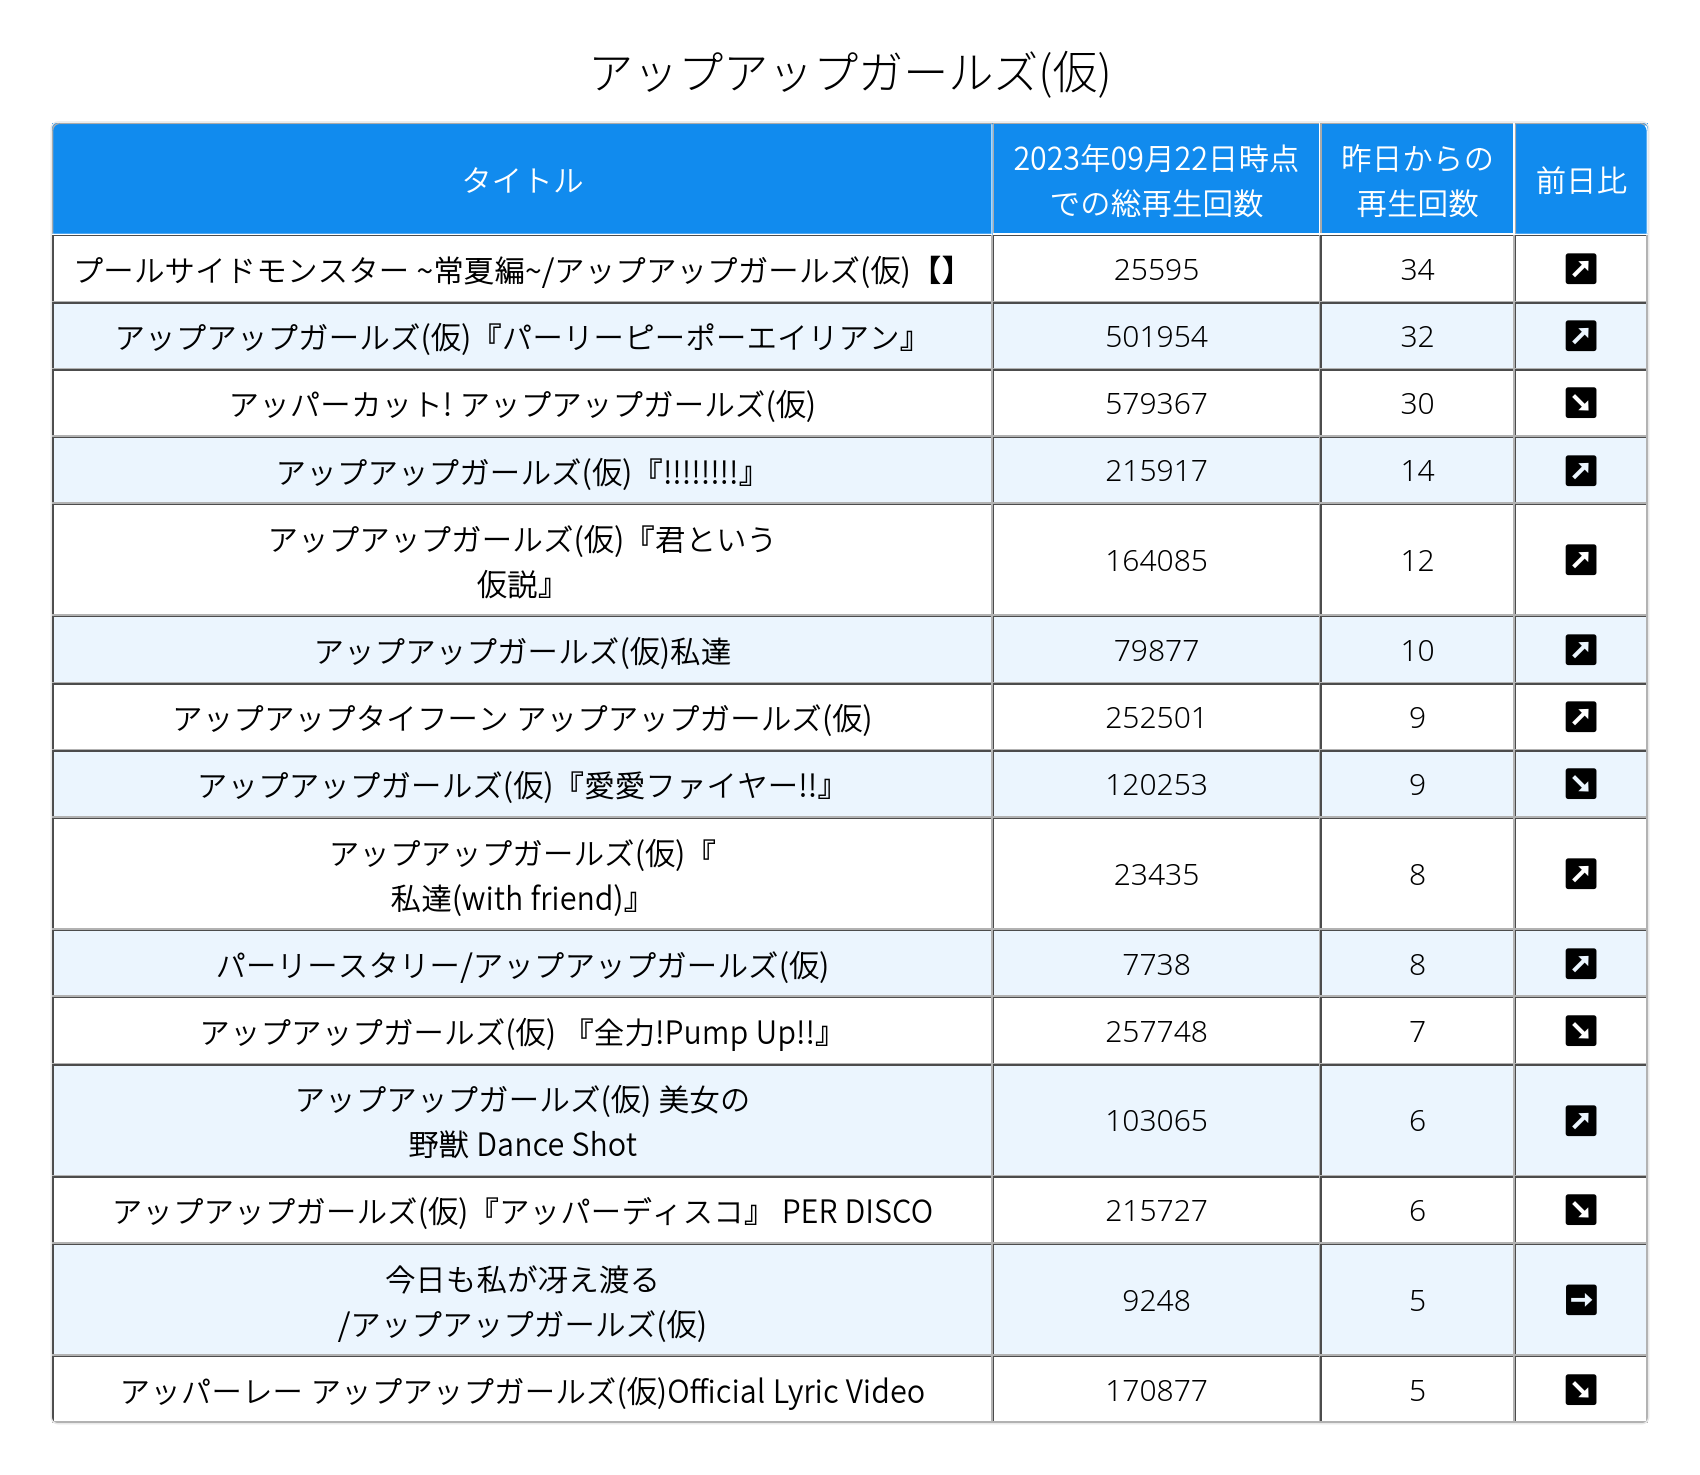 アップアップガールズ(仮)
タイトル
2023年09月22日時点
での総再生回数
昨日からの
再生回数
前日比
プールサイドモンスター ~常夏編~/アップアップガールズ(仮)【】
25595
34
アップアップガールズ(仮)『パーリーピーポーエイリアン』
501954
32
アッパーカット! アップアップガールズ(仮)
579367
30
アップアップガールズ(仮)『!!!!!!!!』
215917
14
アップアップガールズ(仮)『君という
仮説』
164085
12
アップアップガールズ(仮)私達
79877
10
アップアップタイフーン アップアップガールズ(仮)
252501
9
アップアップガールズ(仮)『愛愛ファイヤー!!』
120253
9
アップアップガールズ(仮)『
私達(with friend)』
23435
8
パーリースタリー/アップアップガールズ(仮)
7738
8
アップアップガールズ(仮) 『全力!Pump Up!!』
257748
7
アップアップガールズ(仮) 美女の
野獣 Dance Shot
103065
6
アップアップガールズ(仮)『アッパーディスコ』 PER DISCO
215727
6
今日も私が冴え渡る
/アップアップガールズ(仮)
9248
5
アッパーレー アップアップガールズ(仮)Official Lyric Video
170877
5